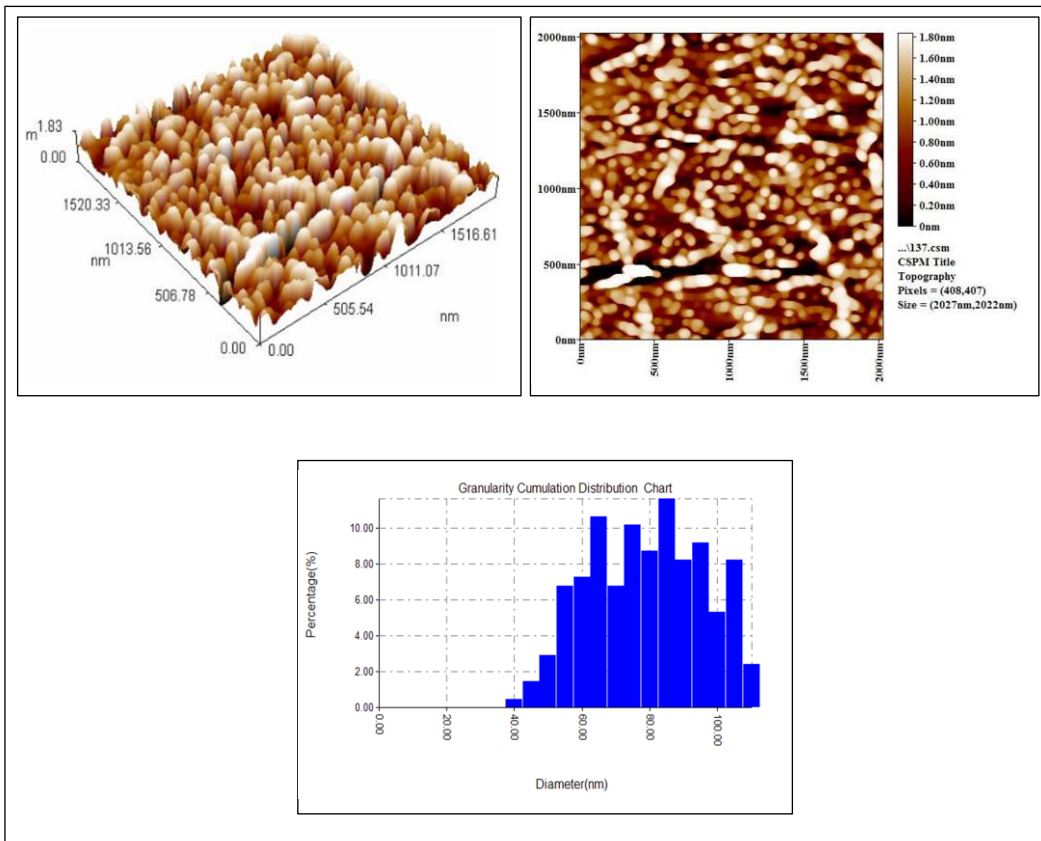 m
1.83
0.00
1520.33
1013.56
nm
506.78
0.00
0.00
505.54
1011.07
1516.61
nm
2000nm
1500nm
1000nm
500nm
0nm
0nm
500nm
1000nm
1500nm
2000nm
1.80nm
1.60nm
1.40nm
1.20nm
1.00nm
0.80nm
0.60nm
0.40nm
0.20nm
0nm
...\137.csm
CSPM Title
Topography
Pixels = (408,407)
Size = (2027nm,2022nm)
Granularity Cumulation Distribution Chart
Percentage(%)
10.00
8.00
6.00
4.00
2.00
0.00
0.00
20.00
40.00
60.00
80.00
100.00
Diameter(nm)